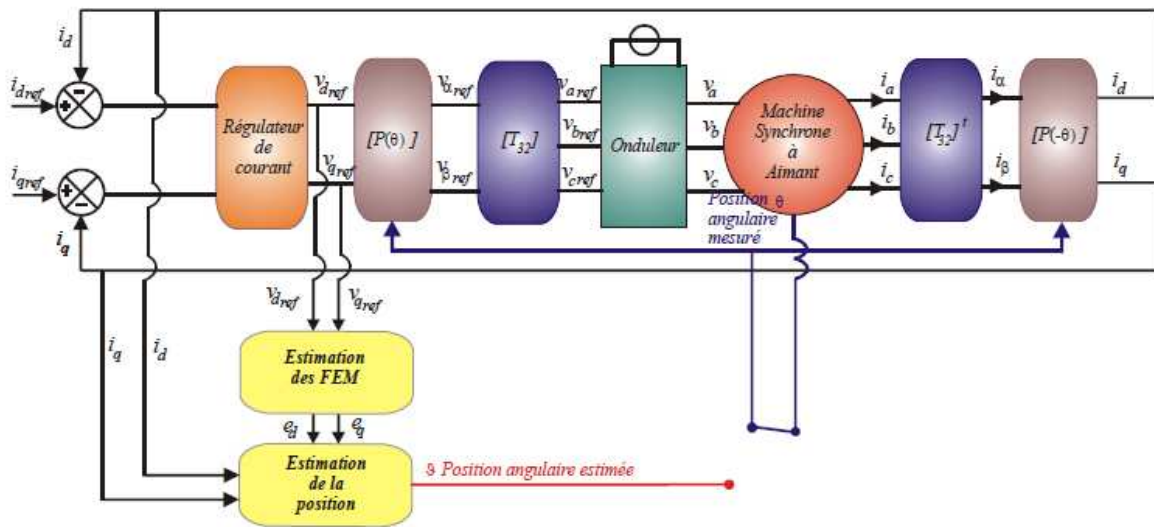 i_d
i_dref
i_qref
i_q
Régulateur
de
courant
v_dref
v_qref
[P(θ) ]
v_αref
v_βref
[T_32]
v_aref
v_bref
v_cref
Onduleur
v_a
v_b
v_c
Machine
Synchrone
à
Aimant
i_a
i_b
i_c
[T_32]^t
i_α
i_β
[P(-θ) ]
i_d
i_q
Position θ
angulaire
mesuré
v_dref
v_qref
i_q
i_d
Estimation
des FEM
e_d
e_q
Estimation
de la
position
ϑ Position angulaire estimée